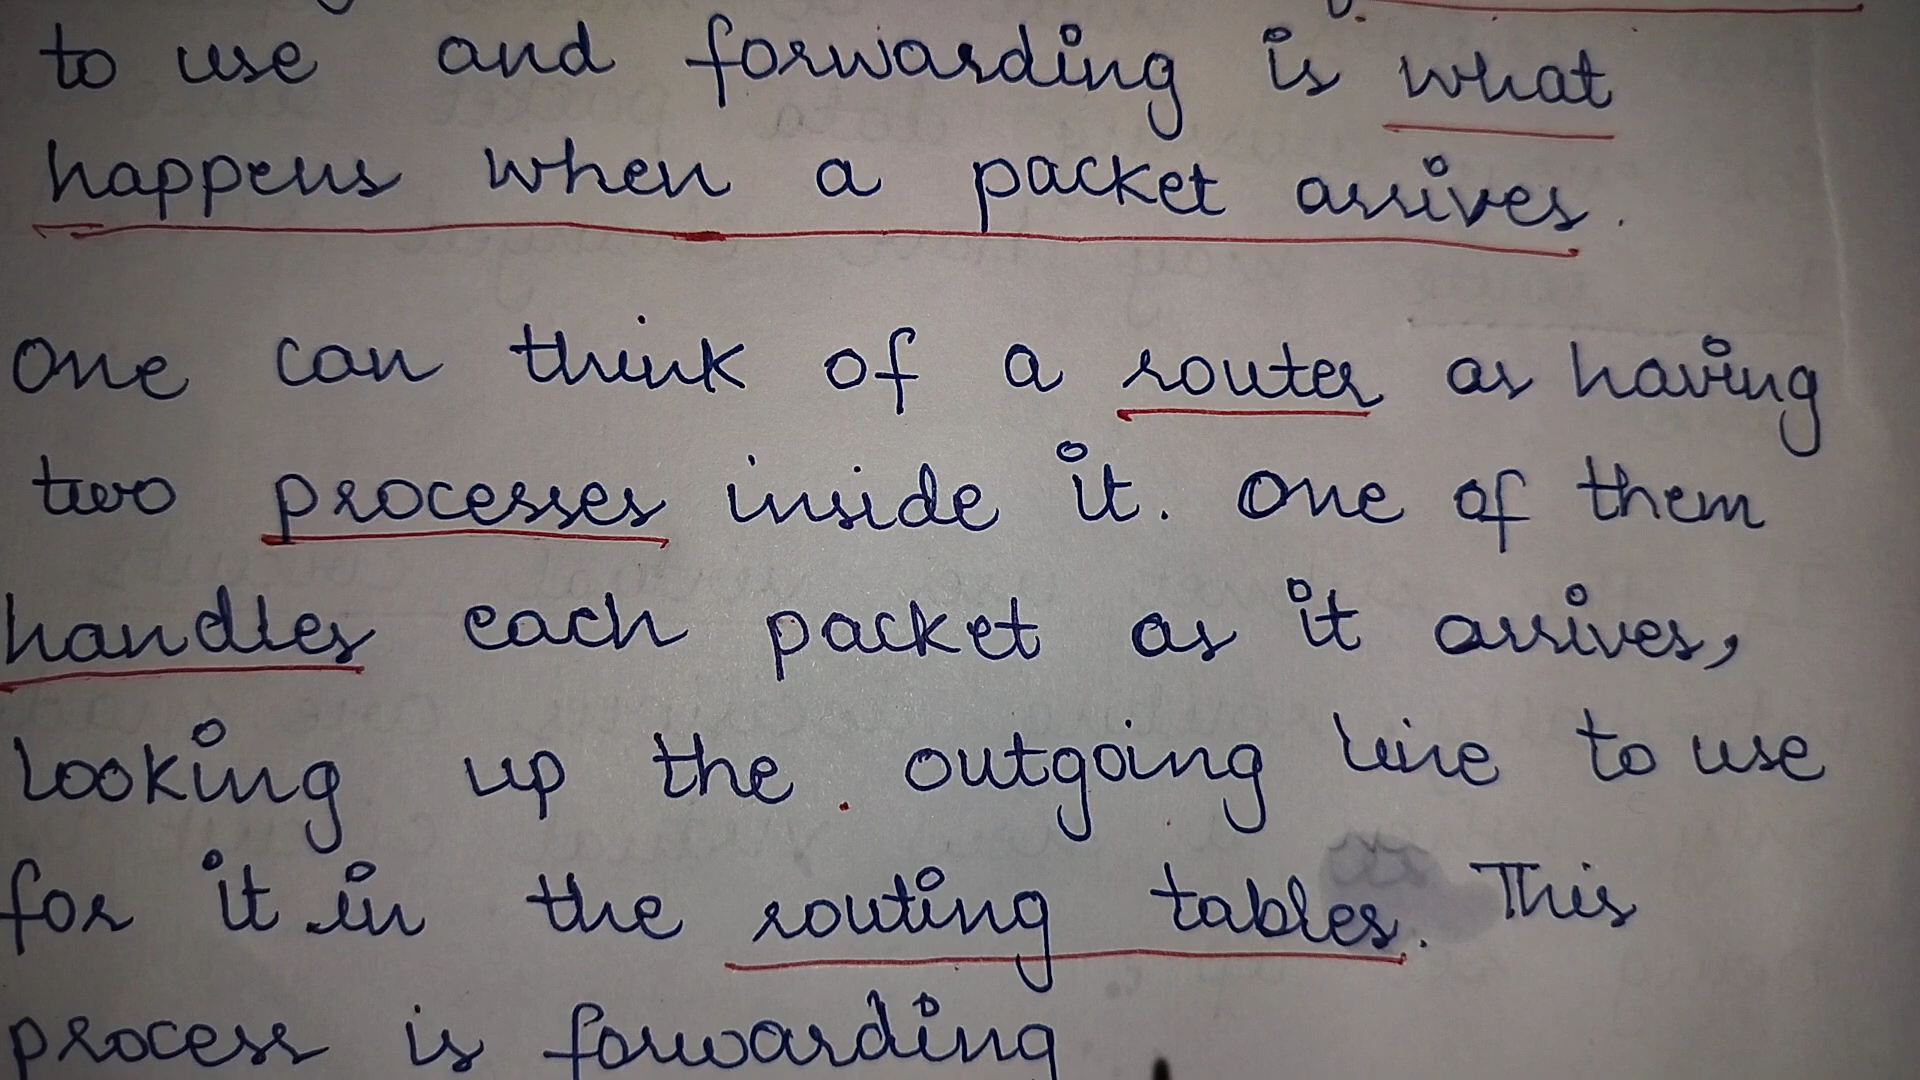 to use and forwarding is what
happens when a packet arrives.
One can think of a router as having
two processes inside it. One of them
handles each packet as it arrives,
looking up the outgoing line to use
for it in the routing tables. This
process is forwarding